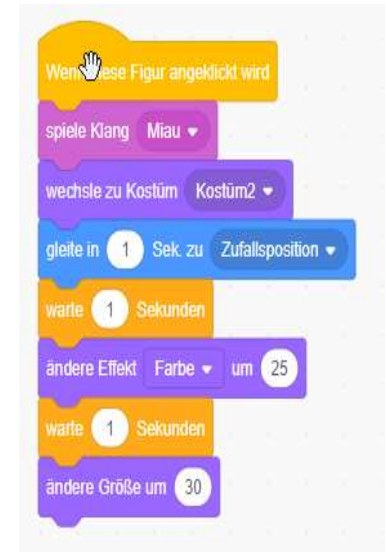 Wenn diese Figur angeklickt wird
spiele Klang Miau
wechsle zu Kostüm Kostüm2
gleite in 1 Sek. zu Zufallsposition
warte 1 Sekunden
ändere Effekt Farbe um 25
warte 1 Sekunden
ändere Größe um 30